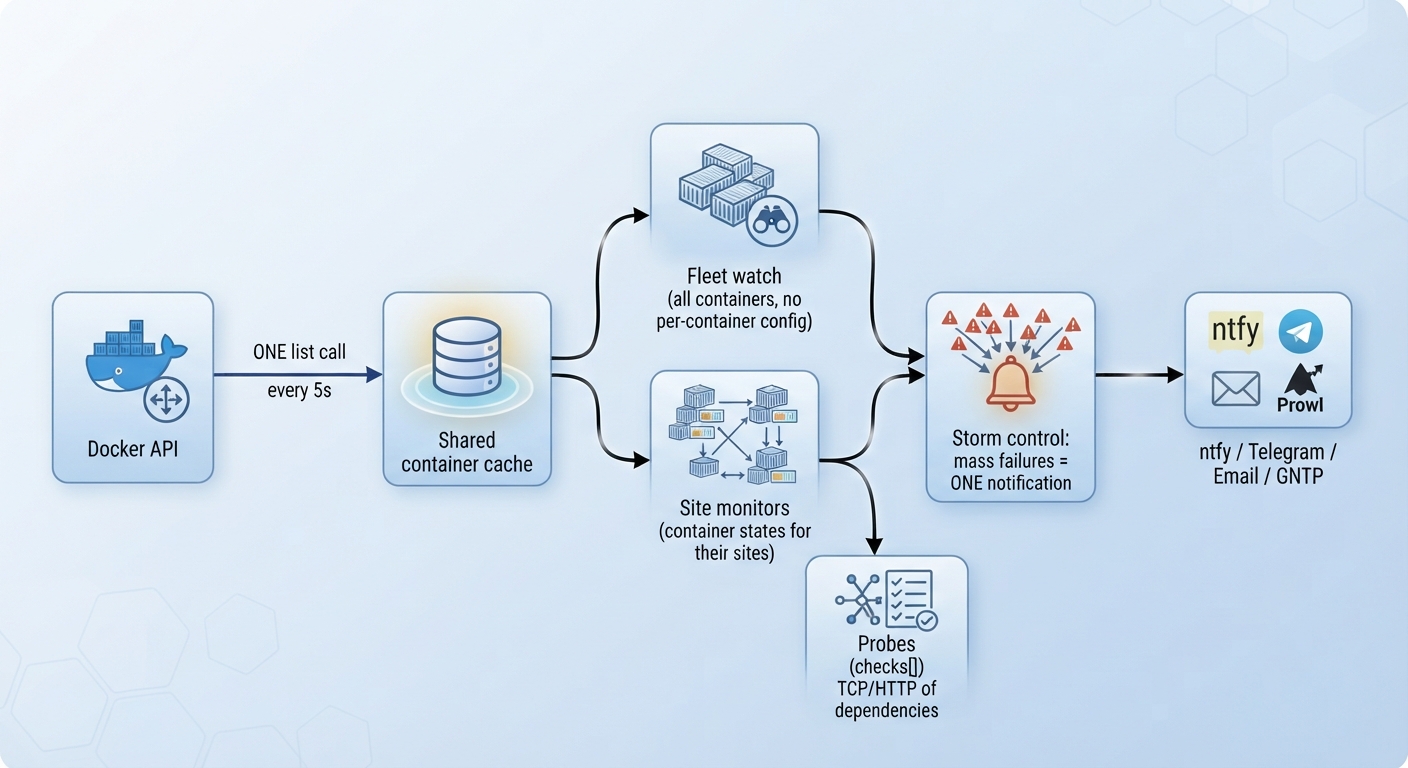 Docker API
ONE list call
every 5s
Shared
container cache
Fleet watch
(all containers, no
per-container config)
Site monitors
(container states for
their sites)
Probes
(checks[])
TCP/HTTP of
dependencies
Storm control:
mass failures =
ONE notification
ntfy
Prowl
ntfy / Telegram /
Email / GNTP